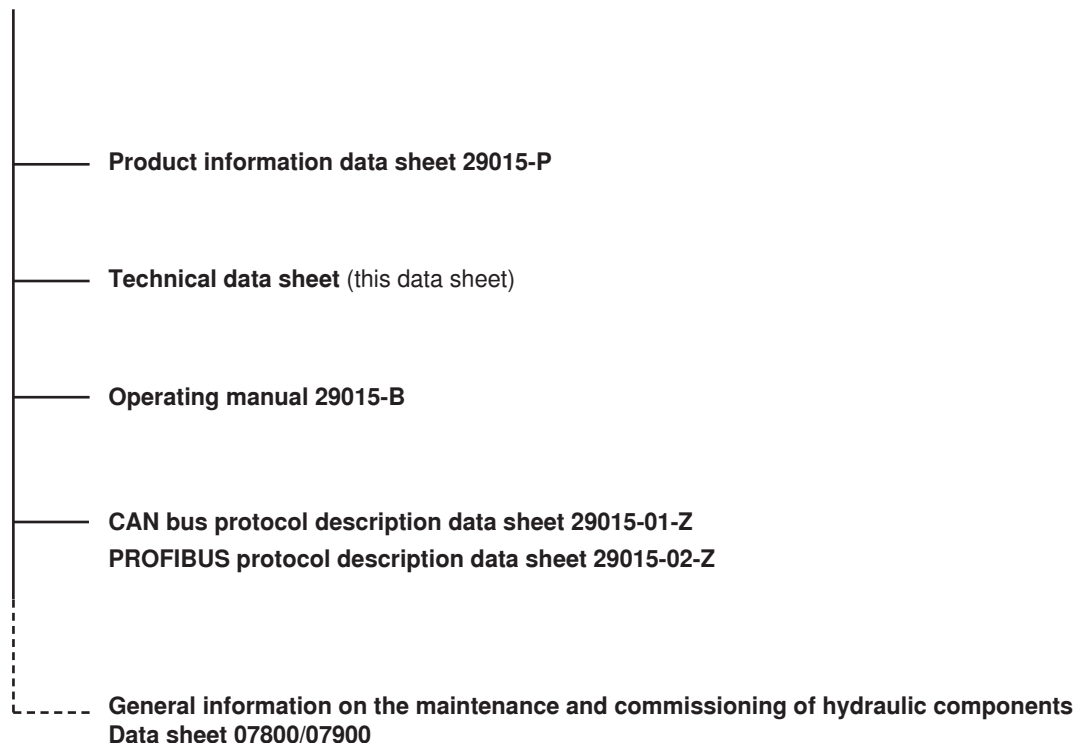 Product information data sheet 29015-P
Technical data sheet (this data sheet)
Operating manual 29015-B
CAN bus protocol description data sheet 29015-01-Z
PROFIBUS protocol description data sheet 29015-02-Z
General information on the maintenance and commissioning of hydraulic components
Data sheet 07800/07900